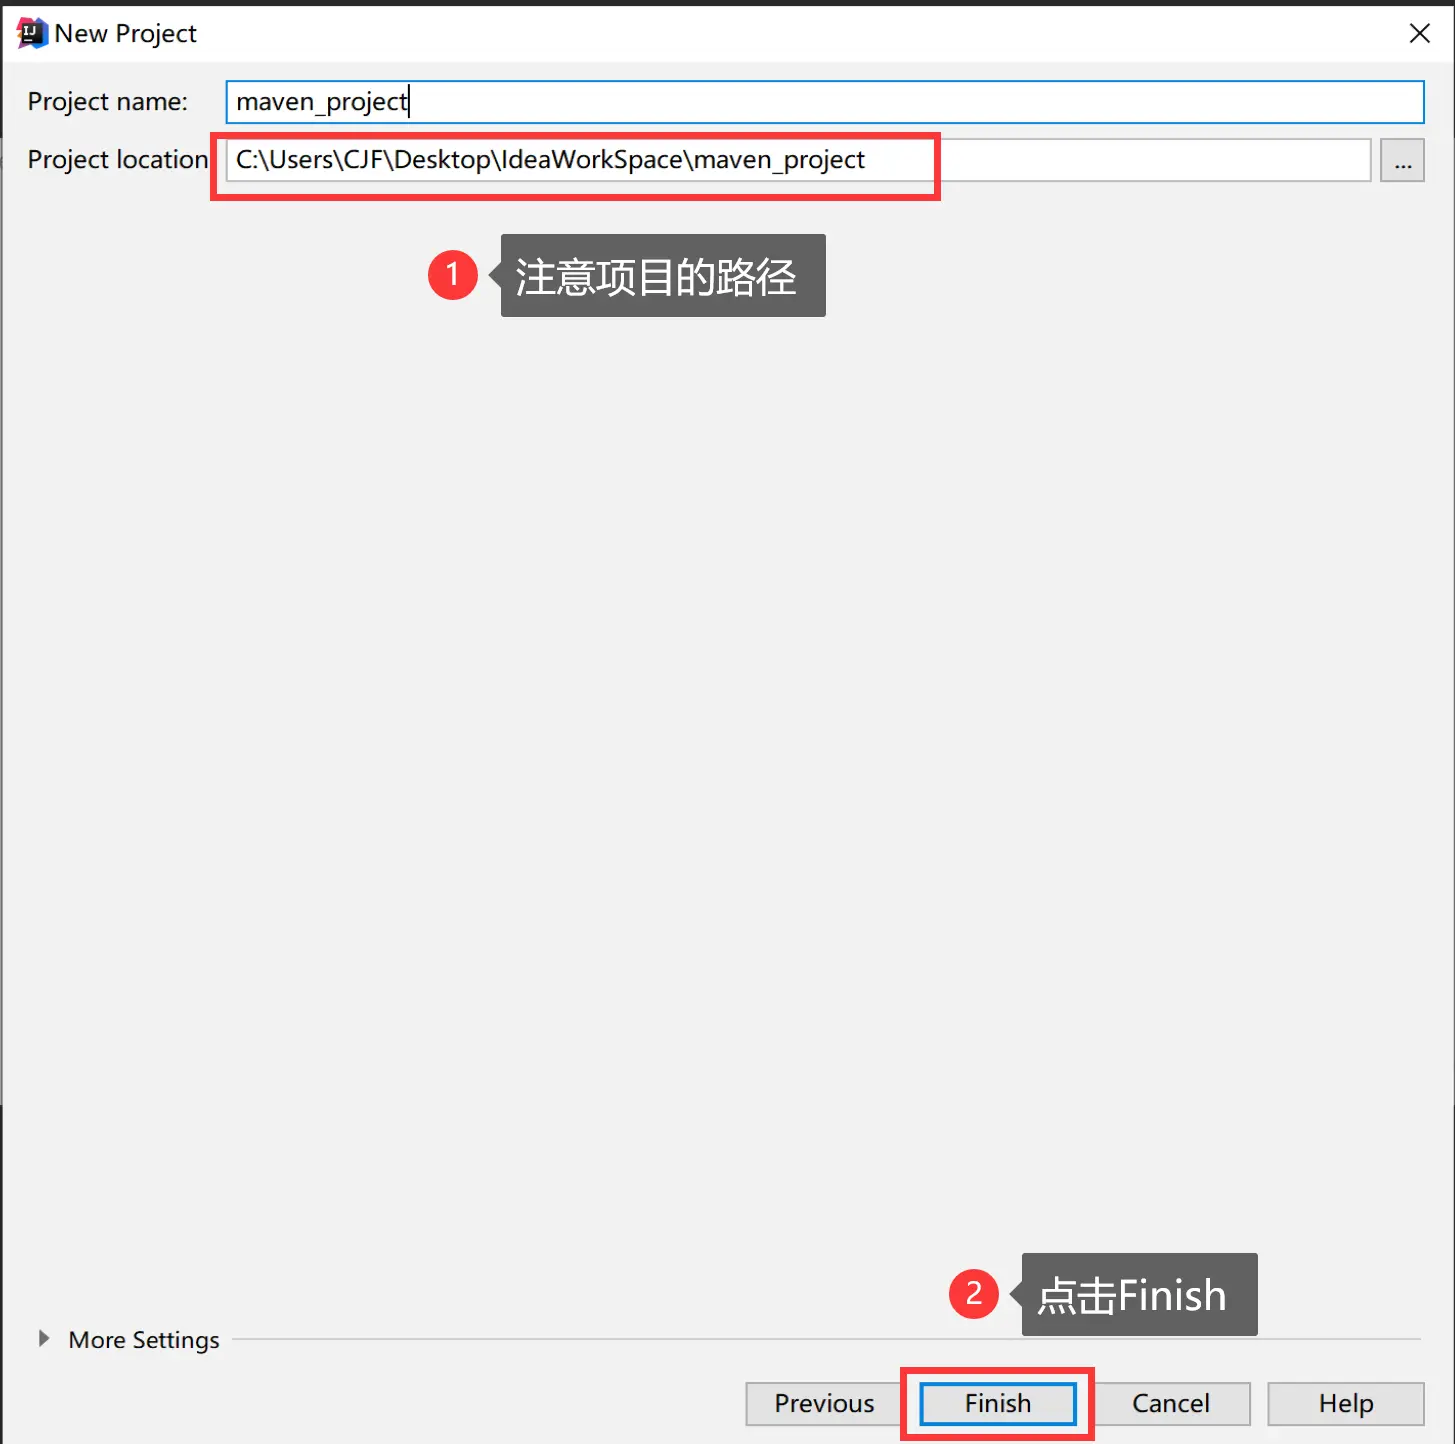 IJ New Project
Project name: maven_project
Project location C:\Users\CJF\Desktop\IdeaWorkSpace\maven_project ...
1 注意项目的路径
2 点击Finish
More Settings
Previous Finish Cancel Help